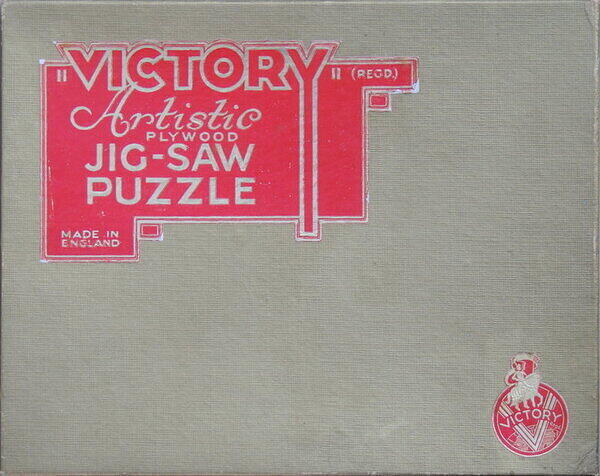 "VICTORY" (REGD.)
Artistic
PLYWOOD
JIG-SAW
PUZZLE
MADE IN
ENGLAND
VICTORY